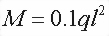 M = 0.1ql²